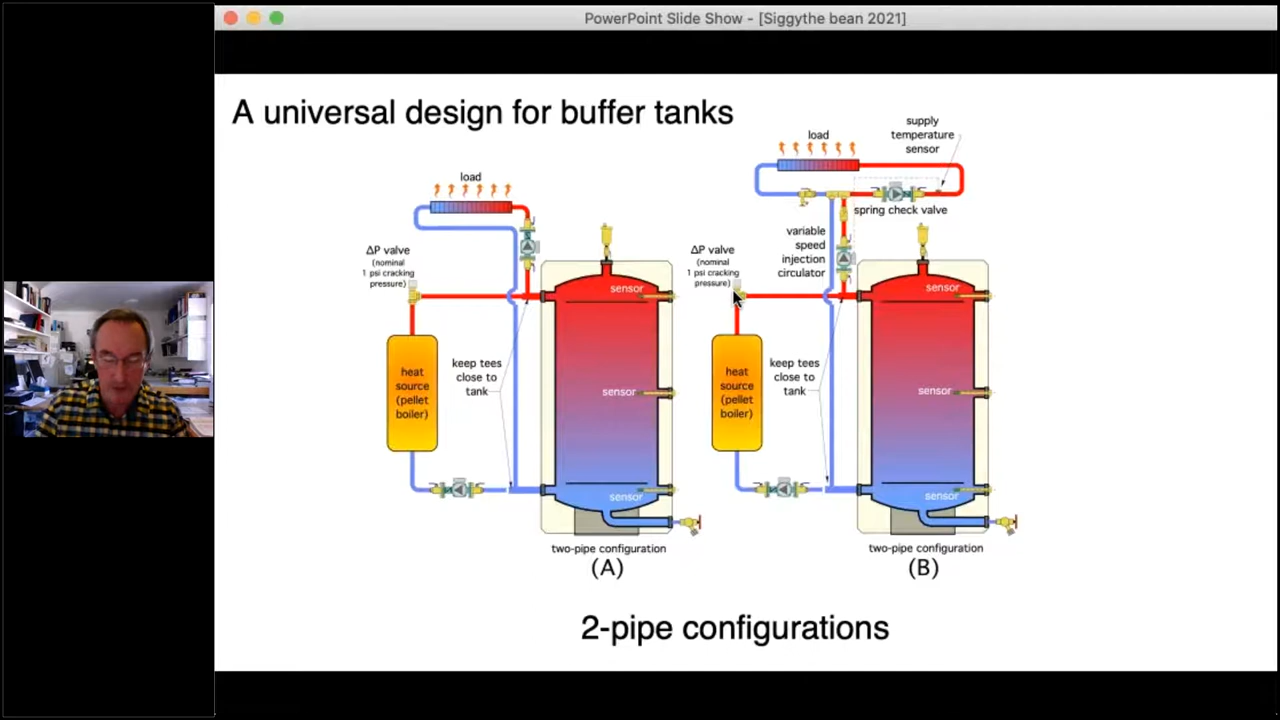 PowerPoint Slide Show - [Siggythe bean 2021]
A universal design for buffer tanks
load
ΔP valve
(nominal
1 psi cracking
pressure)
sensor
heat
source
(pellet
boiler)
keep tees
close to
tank
sensor
sensor
two-pipe configuration
(A)
supply
temperature
sensor
load
spring check valve
variable
speed
injection
circulator
ΔP valve
(nominal
1 psi cracking
pressure)
sensor
heat
source
(pellet
boiler)
keep tees
close to
tank
sensor
sensor
two-pipe configuration
(B)
2-pipe configurations